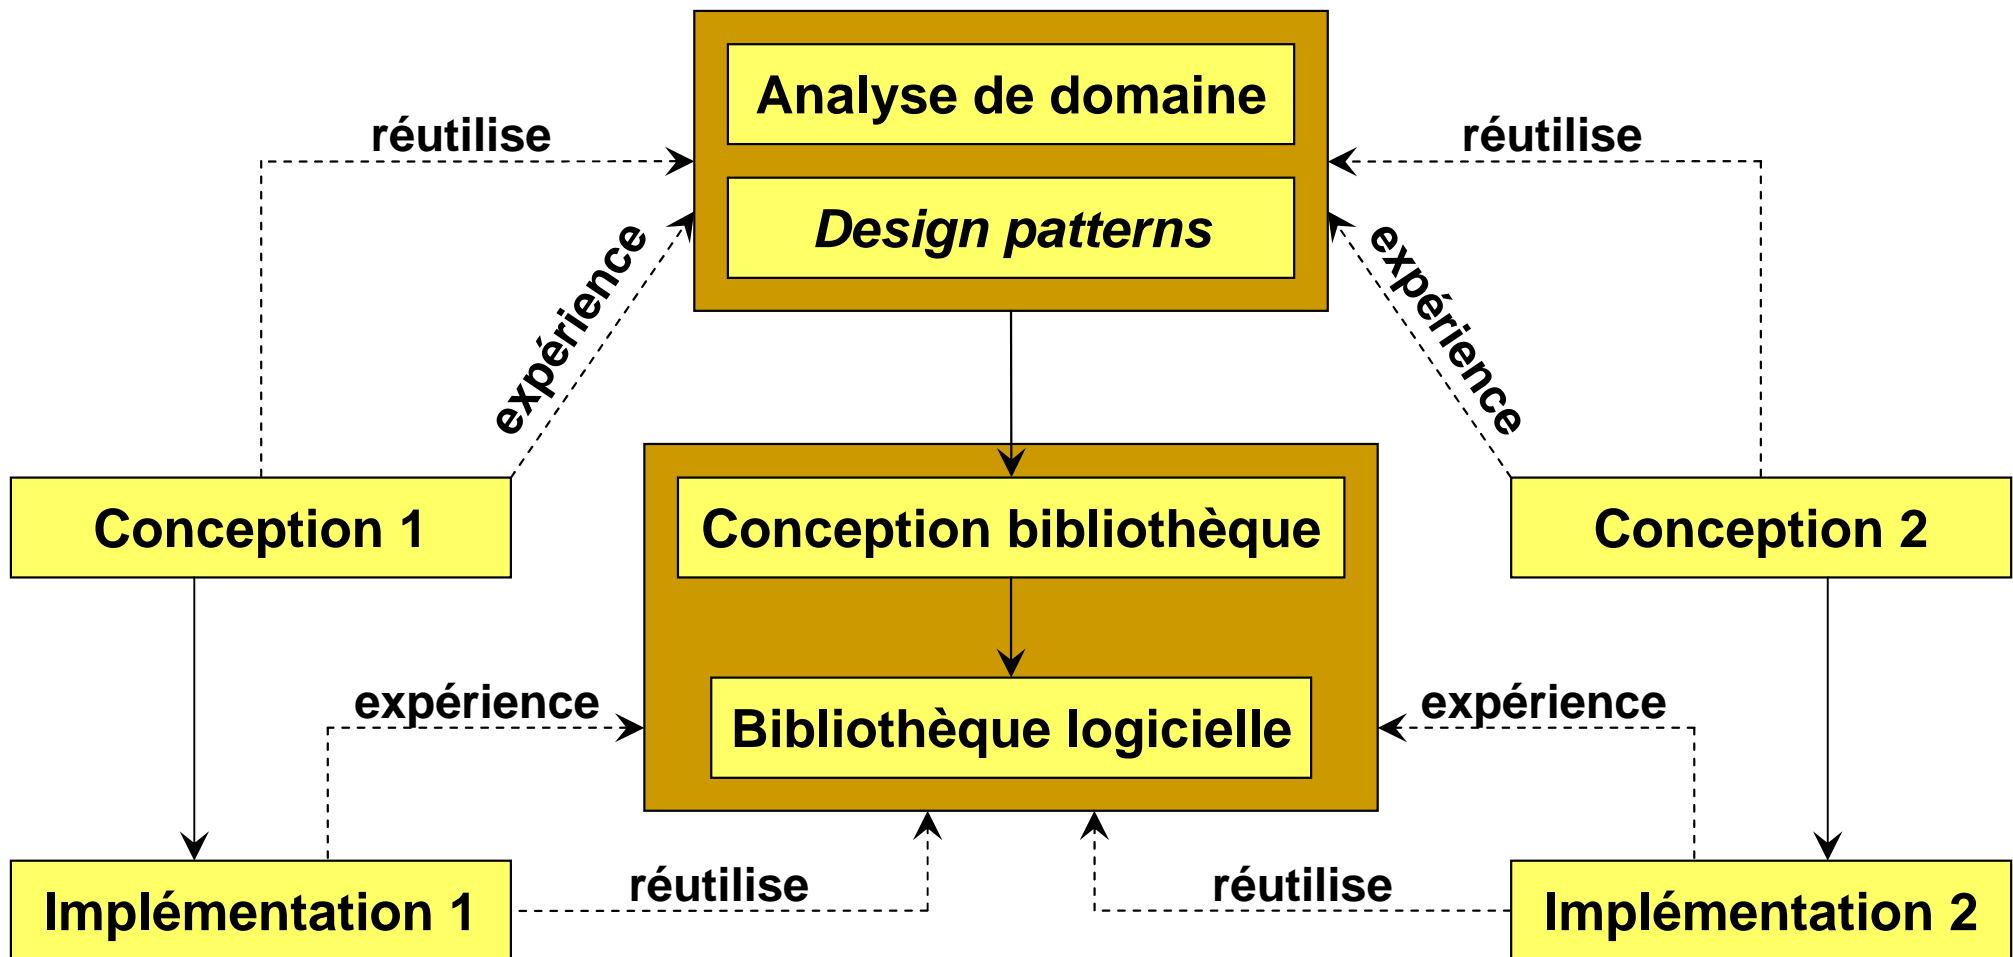 Analyse de domaine
réutilise
réutilise
Design patterns
expérience
expérience
Conception 1
Conception bibliothèque
Conception 2
expérience
expérience
Bibliothèque logicielle
réutilise
réutilise
Implémentation 1
Implémentation 2